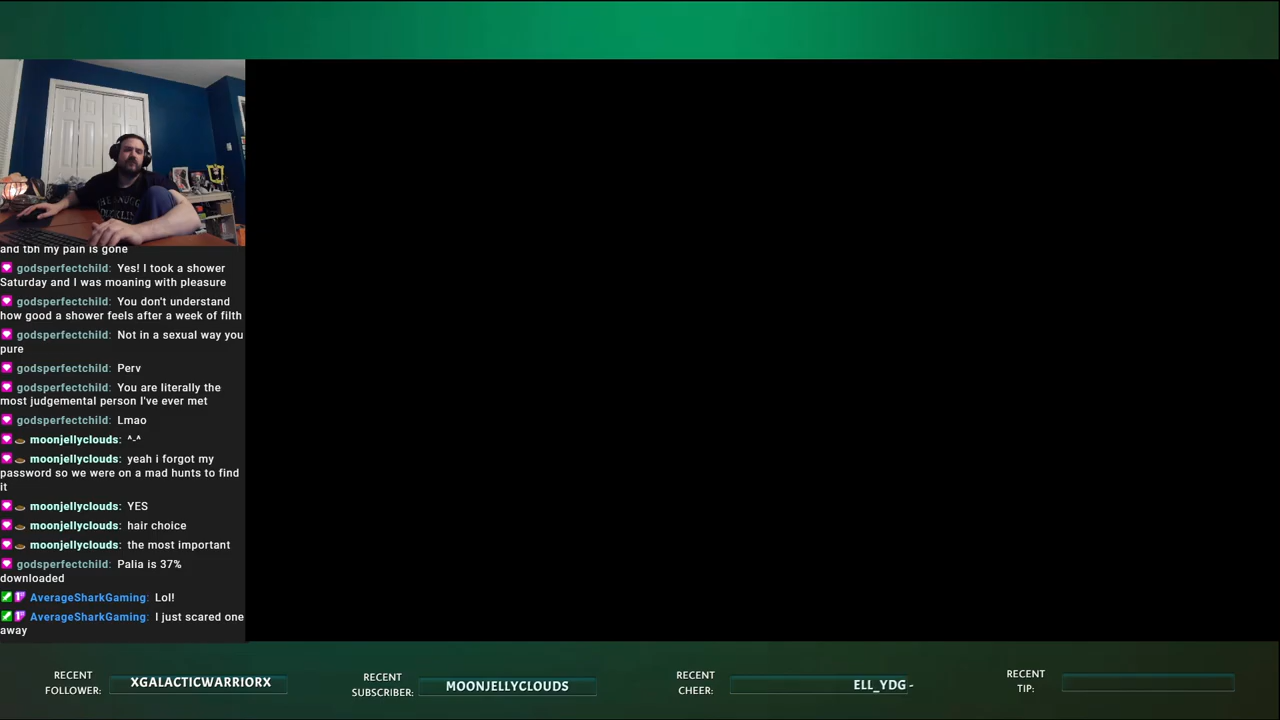 and tbh my pain is gone
godsperfectchild: Yes! I took a shower
Saturday and I was moaning with pleasure
godsperfectchild: You don't understand
how good a shower feels after a week of filth
godsperfectchild: Not in a sexual way you
pure
godsperfectchild: Perv
godsperfectchild: You are literally the
most judgemental person I've ever met
godsperfectchild: Lmao
moonjellyclouds: ^-^
moonjellyclouds: yeah i forgot my
password so we were on a mad hunts to find
it
moonjellyclouds: YES
moonjellyclouds: hair choice
moonjellyclouds: the most important
godsperfectchild: Palia is 37%
downloaded
AverageSharkGaming: Lol!
AverageSharkGaming: I just scared one
away
RECENT
FOLLOWER:
XGALACTICWARRIORX
RECENT
SUBSCRIBER:
MOONJELLYCLOUDS
RECENT
CHEER:
ELL_YDG -
RECENT
TIP: